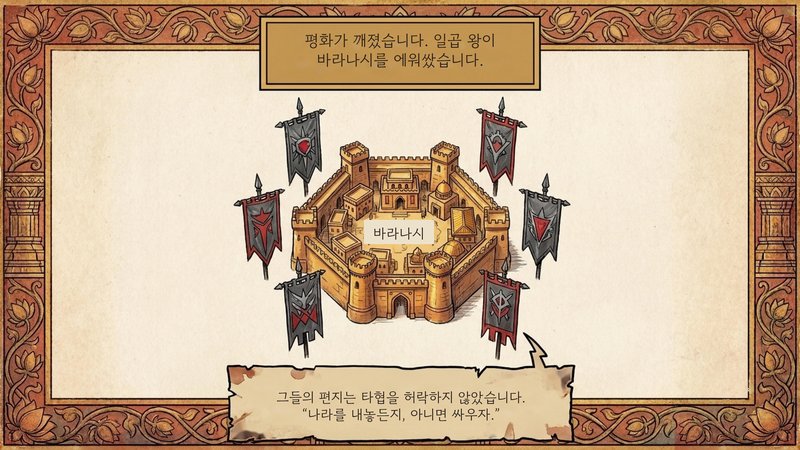 평화가 깨졌습니다. 일곱 왕이
바라나시를 에워쌌습니다.
바라나시
그들의 편지는 타협을 허락하지 않았습니다.
“나라를 내놓든지, 아니면 싸우자.”